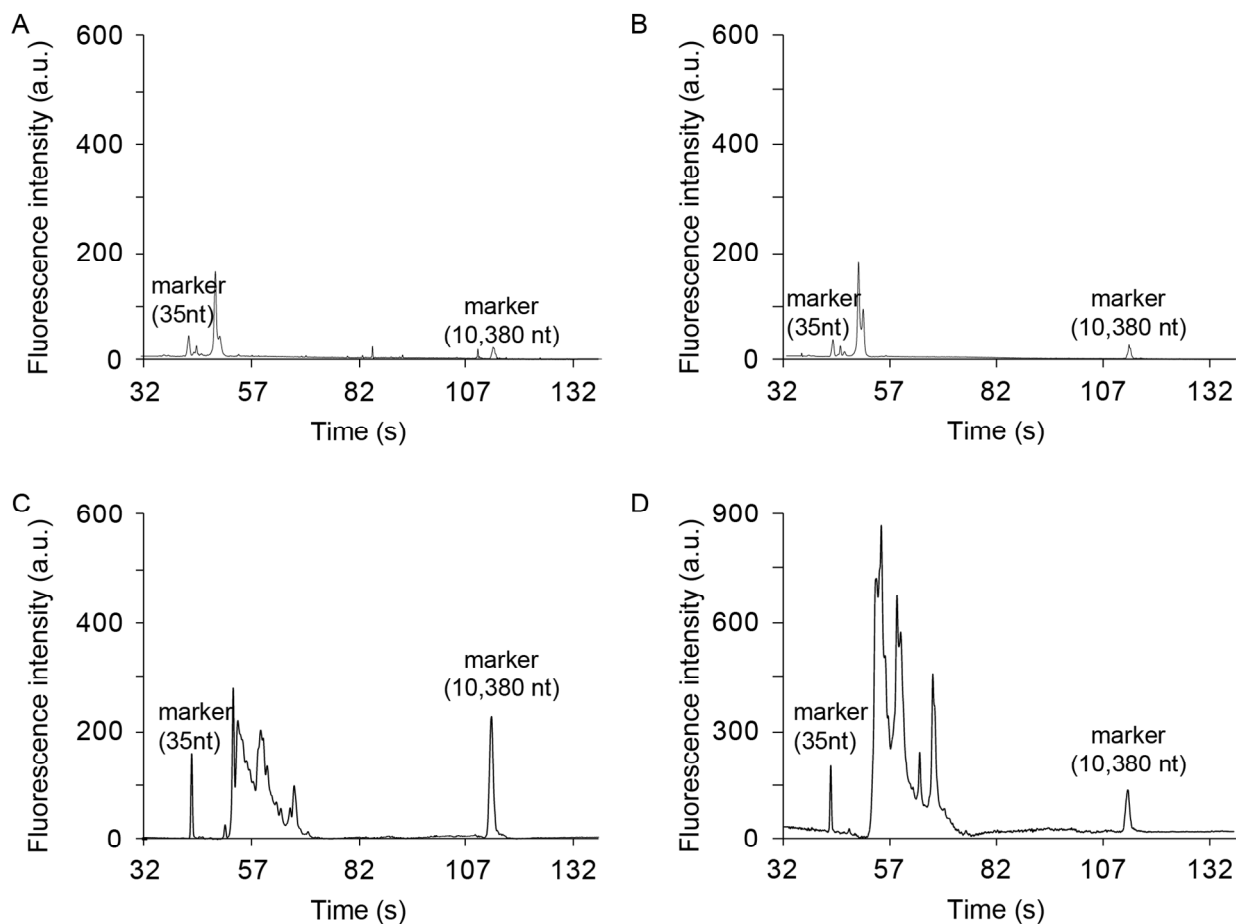 A
Fluorescence intensity (a.u.)
600
400
200
0
marker
(35nt)
marker
(10,380 nt)
32 57 82 107 132
Time (s)
B
Fluorescence intensity (a.u.)
600
400
200
0
marker
(35nt)
marker
(10,380 nt)
32 57 82 107 132
Time (s)
C
Fluorescence intensity (a.u.)
600
400
200
0
marker
(35nt)
marker
(10,380 nt)
32 57 82 107 132
Time (s)
D
Fluorescence intensity (a.u.)
900
600
300
0
marker
(35nt)
marker
(10,380 nt)
32 57 82 107 132
Time (s)